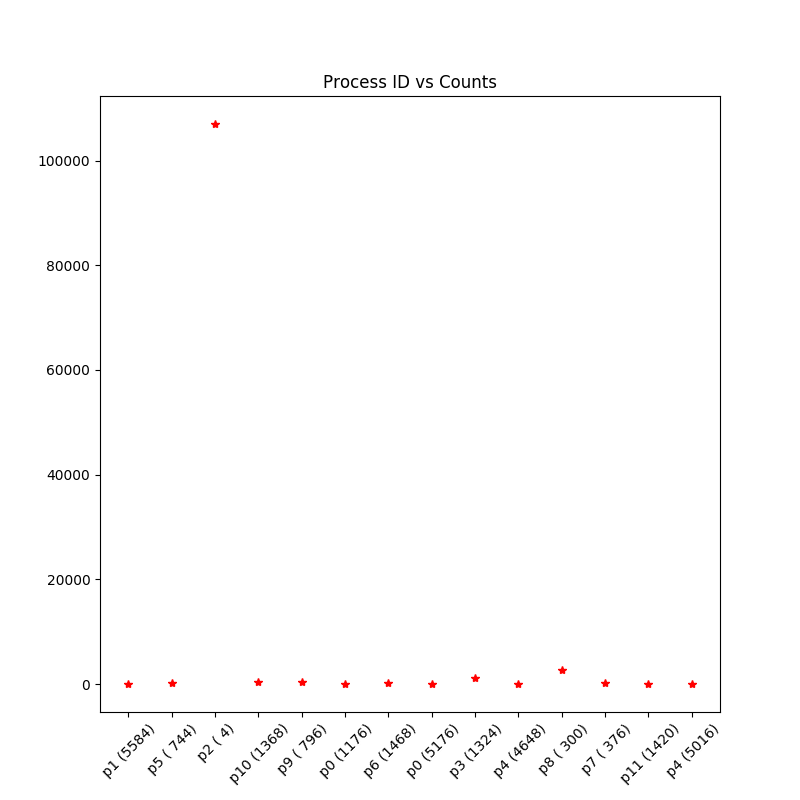 Process ID vs Counts
100000
80000
60000
40000
20000
0
p1 (5584)
p5 ( 744)
p2 ( 4)
p10 (1368)
p9 ( 796)
p0 (1176)
p6 (1468)
p0 (5176)
p3 (1324)
p4 (4648)
p8 ( 300)
p7 ( 376)
p11 (1420)
p4 (5016)